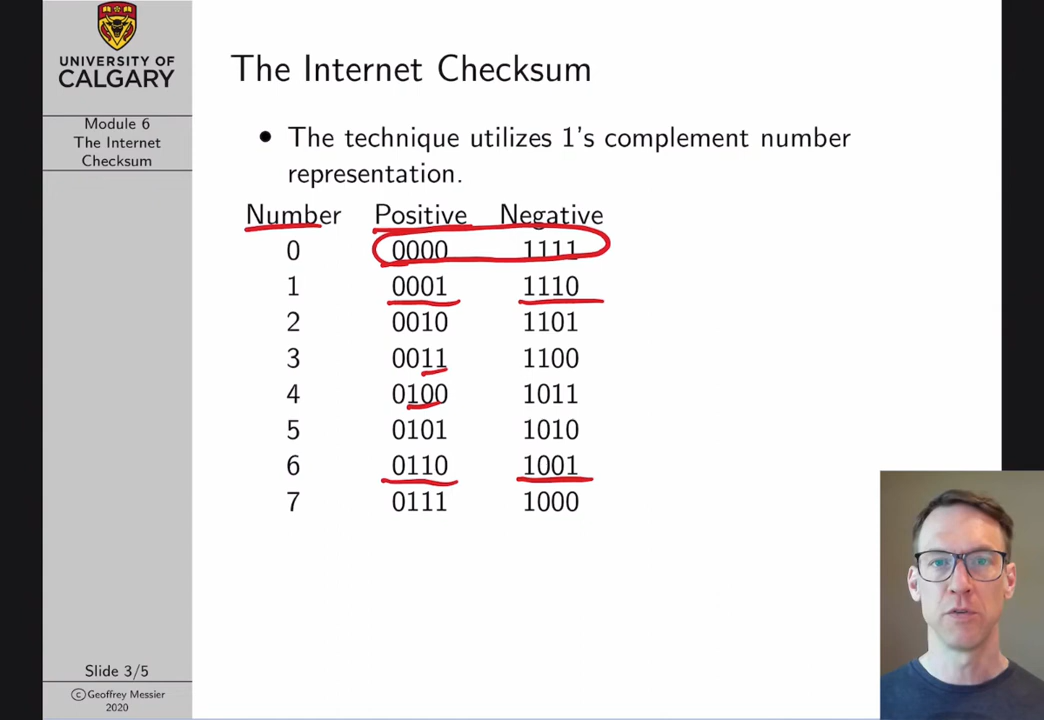 UNIVERSITY OF
CALGARY
Module 6
The Internet
Checksum
The Internet Checksum
• The technique utilizes 1's complement number
representation.
Number Positive Negative
0 0000 1111
1 0001 1110
2 0010 1101
3 0011 1100
4 0100 1011
5 0101 1010
6 0110 1001
7 0111 1000
Slide 3/5
©Geoffrey Messier
2020